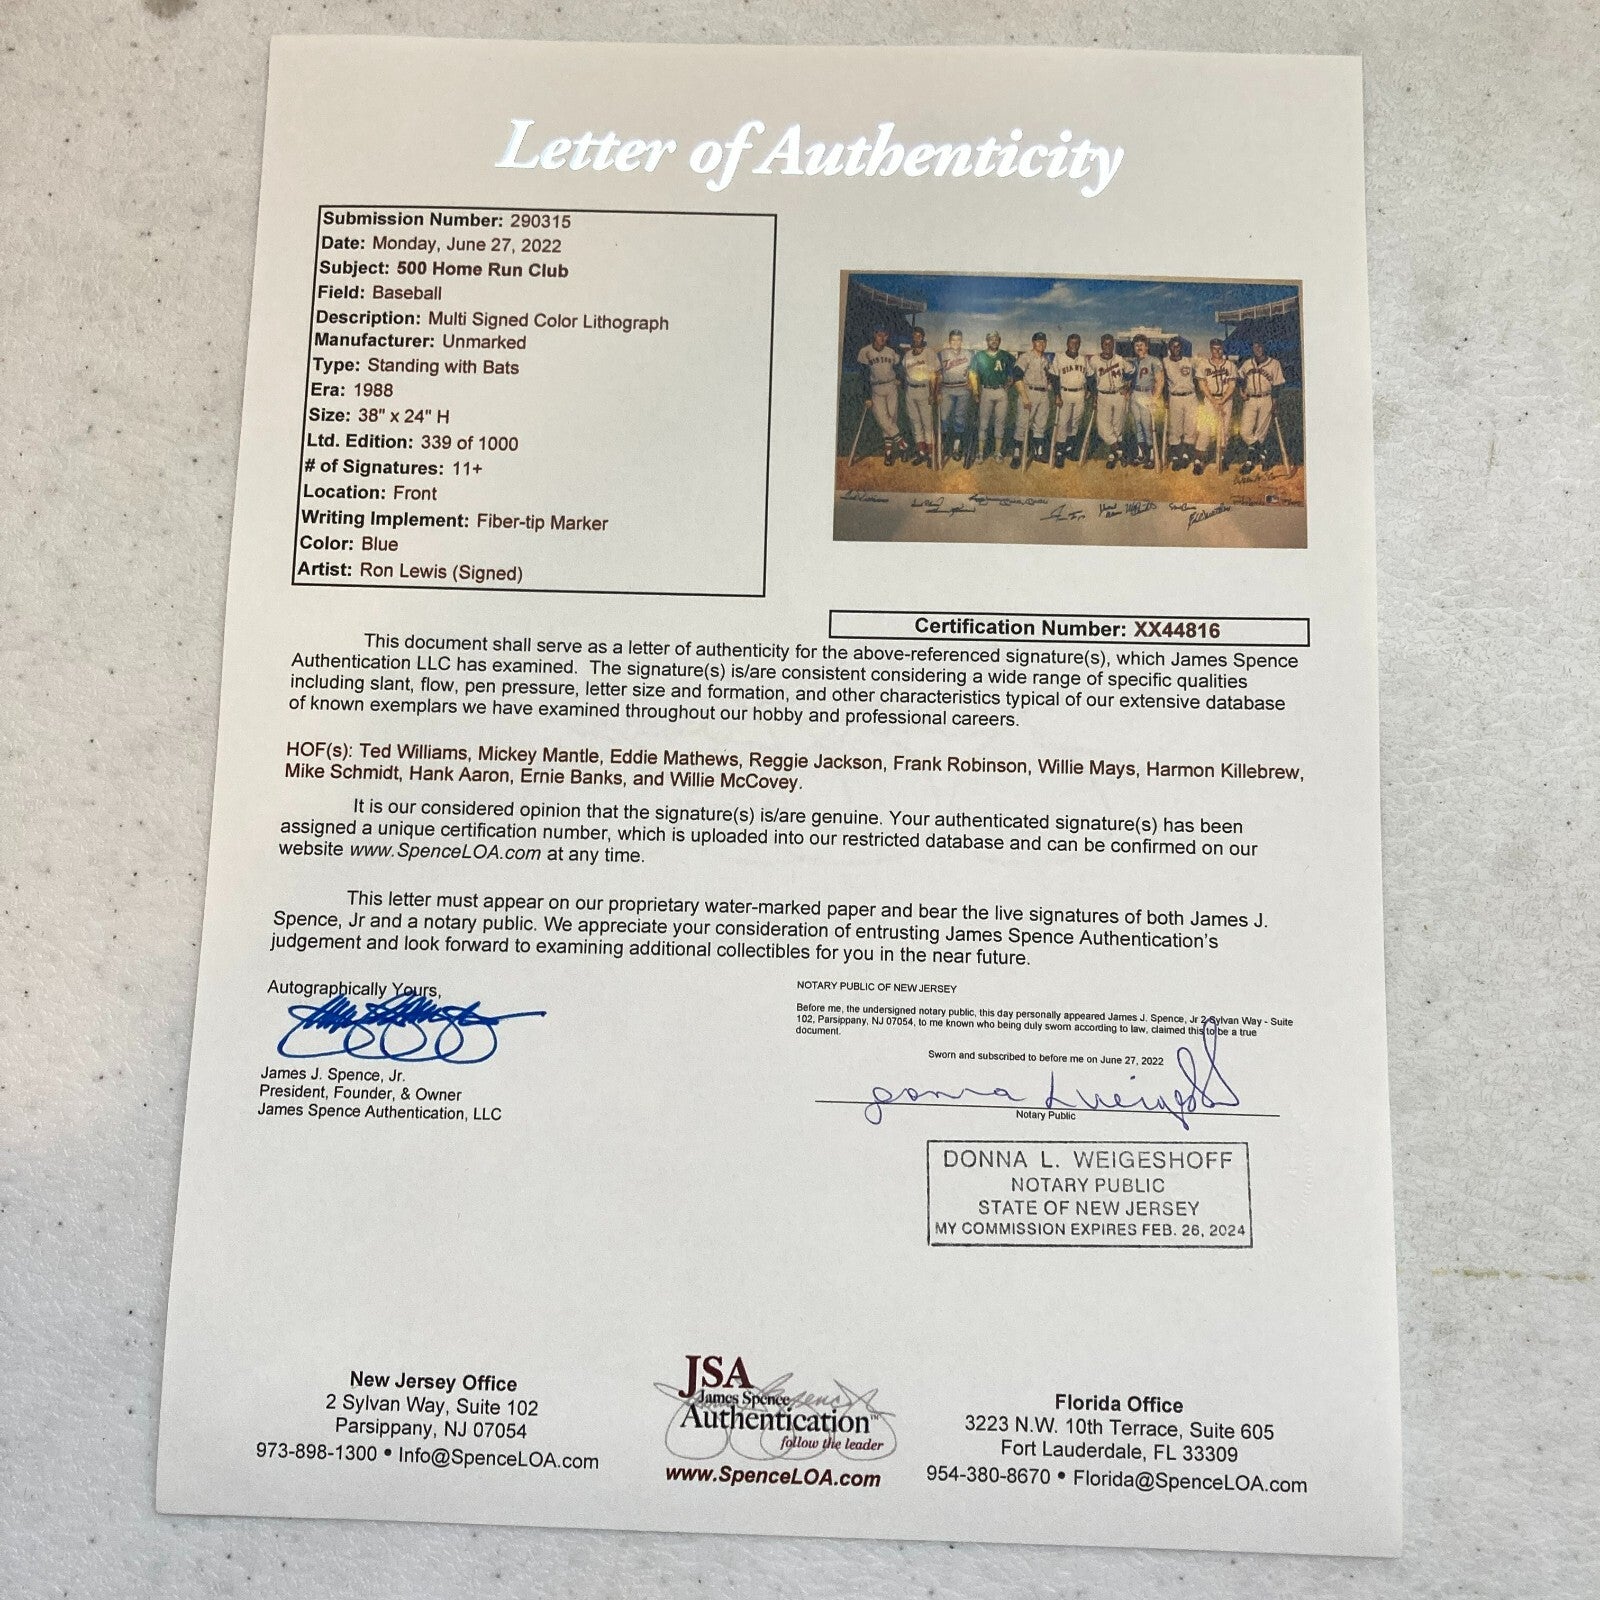 Letter of Authenticity
Submission Number: 290315
Date: Monday, June 27, 2022
Subject: 500 Home Run Club
Field: Baseball
Description: Multi Signed Color Lithograph
Manufacturer: Unmarked
Type: Standing with Bats
Era: 1988
Size: 38" x 24" H
Ltd. Edition: 339 of 1000
# of Signatures: 11+
Location: Front
Writing Implement: Fiber-tip Marker
Color: Blue
Artist: Ron Lewis (Signed)
Certification Number: XX44816
This document shall serve as a letter of authenticity for the above-referenced signature(s), which James Spence
Authentication LLC has examined. The signature(s) is/are consistent considering a wide range of specific qualities
including slant, flow, pen pressure, letter size and formation, and other characteristics typical of our extensive database
of known exemplars we have examined throughout our hobby and professional careers.
HOF(s): Ted Williams, Mickey Mantle, Eddie Mathews, Reggie Jackson, Frank Robinson, Willie Mays, Harmon Killebrew,
Mike Schmidt, Hank Aaron, Ernie Banks, and Willie McCovey.
It is our considered opinion that the signature(s) is/are genuine. Your authenticated signature(s) has been
assigned a unique certification number, which is uploaded into our restricted database and can be confirmed on our
website www.SpenceLOA.com at any time.
This letter must appear on our proprietary water-marked paper and bear the live signatures of both James J.
Spence, Jr and a notary public. We appreciate your consideration of entrusting James Spence Authentication's
judgement and look forward to examining additional collectibles for you in the near future.
Autographically Yours,
James J. Spence, Jr.
President, Founder, & Owner
James Spence Authentication, LLC
NOTARY PUBLIC OF NEW JERSEY
Before me, the undersigned notary public, this day personally appeared James J. Spence, Jr 2 Sylvan Way - Suite
102, Parsippany, NJ 07054, to me known who being duly sworn according to law, claimed this to be a true
document.
Sworn and subscribed to before me on June 27, 2022
Notary Public
DONNA L. WEIGESHOFF
NOTARY PUBLIC
STATE OF NEW JERSEY
MY COMMISSION EXPIRES FEB. 26, 2024
New Jersey Office
2 Sylvan Way, Suite 102
Parsippany, NJ 07054
973-898-1300 • Info@SpenceLOA.com
JSA
James Spence
Authentication™
follow the leader
www.SpenceLOA.com
Florida Office
3223 N.W. 10th Terrace, Suite 605
Fort Lauderdale, FL 33309
954-380-8670 • Florida@SpenceLOA.com